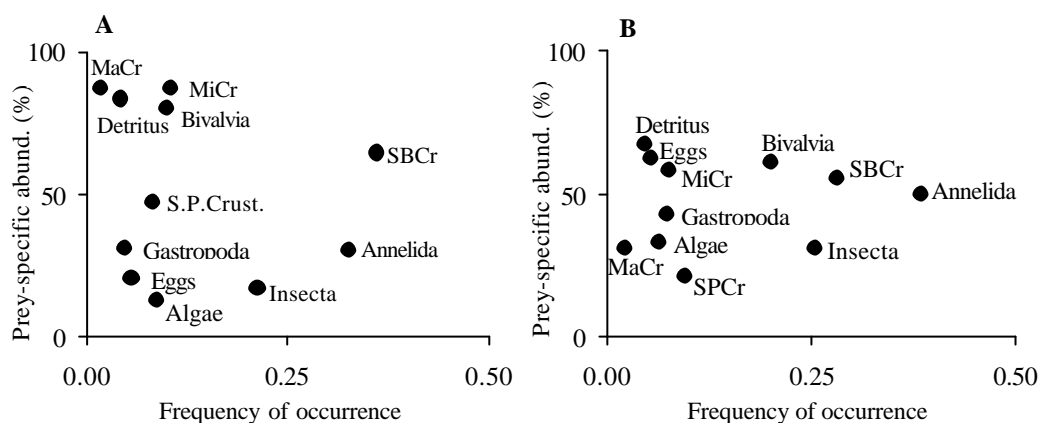 A
Prey-specific abund. (%)
100
50
0
MaCr
MiCr
Detritus
Bivalvia
SBCr
S.P.Crust.
Gastropoda
Annelida
Eggs
Insecta
Algae
0.00
0.25
0.50
Frequency of occurrence
B
Prey-specific abund. (%)
100
50
0
Detritus
Eggs
Bivalvia
MiCr
SBCr
Annelida
Gastropoda
Algae
Insecta
MaCr
SPCr
0.00
0.25
0.50
Frequency of occurrence